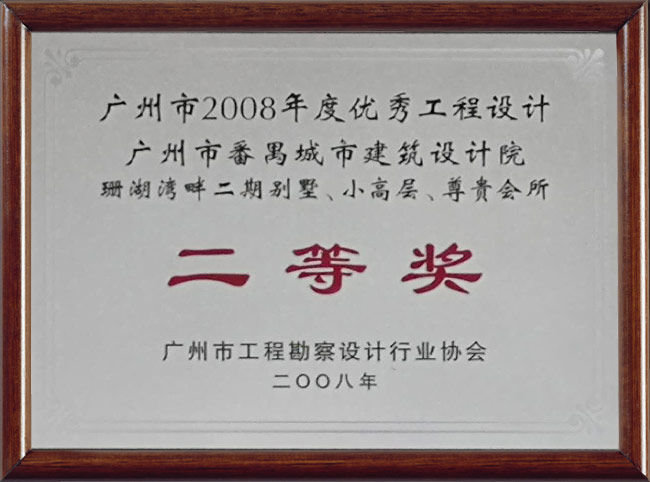 广州市2008年度优秀工程设计
广州市番禺城市建筑设计院
珊湖湾畔二期别墅、小高层、尊贵会所
二等奖
广州市工程勘察设计行业协会
二〇〇八年